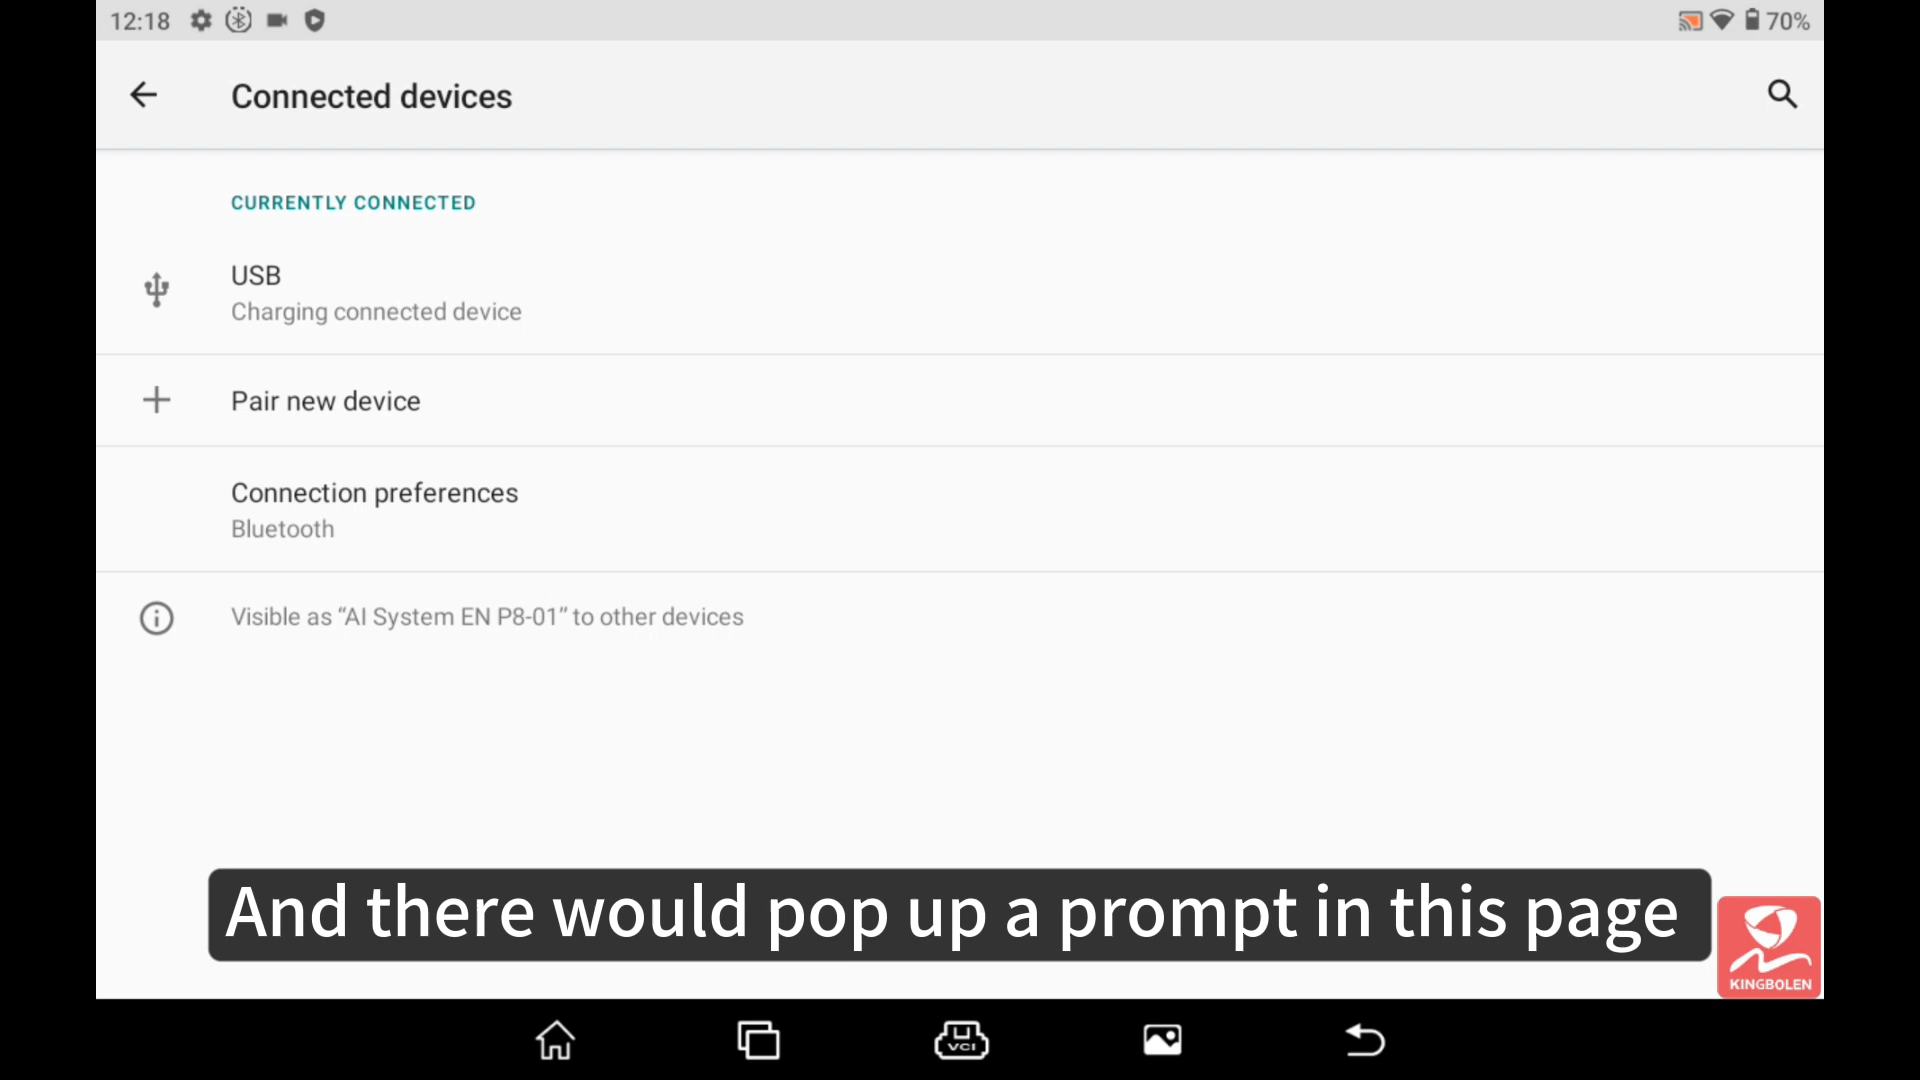 12:18
70%
Connected devices
CURRENTLY CONNECTED
USB
Charging connected device
Pair new device
Connection preferences
Bluetooth
Visible as “AI System EN P8-01” to other devices
And there would pop up a prompt in this page
KINGBOLEN
VCI